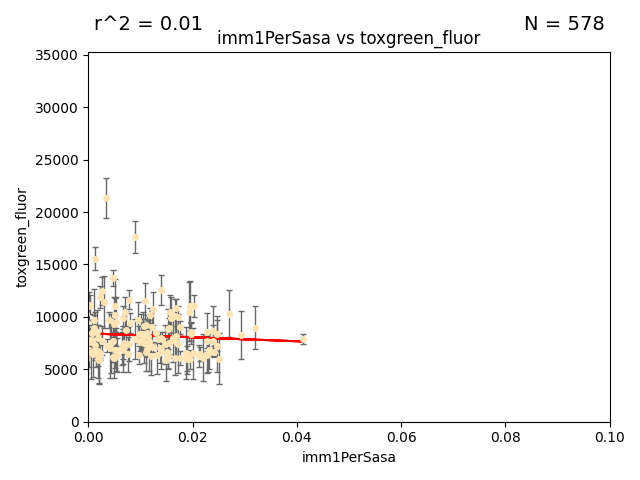 r^2 = 0.01
N = 578
imm1PerSasa vs toxgreen_fluor
35000
30000
25000
20000
15000
10000
5000
0
toxgreen_fluor
0.00 0.02 0.04 0.06 0.08 0.10
imm1PerSasa